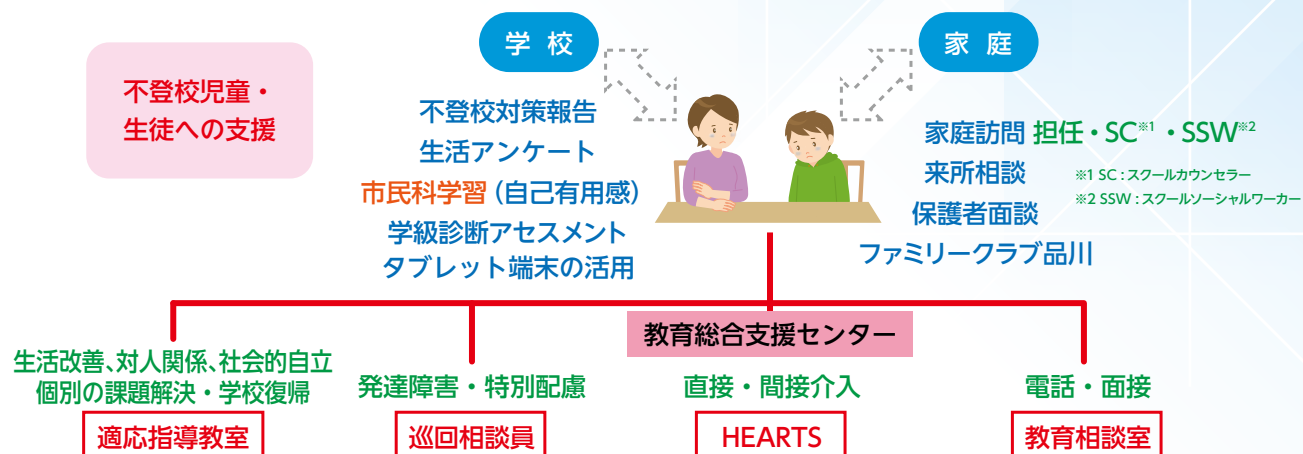 不登校児童・
生徒への支援
学校
不登校対策報告
生活アンケート
市民科学習(自己有用感)
学級診断アセスメント
タブレット端末の活用
家庭
家庭訪問 担任・SC※1・SSW※2
来所相談
※1 SC：スクールカウンセラー
※2 SSW：スクールソーシャルワーカー
保護者面談
ファミリークラブ品川
教育総合支援センター
生活改善、対人関係、社会的自立
個別の課題解決・学校復帰
適応指導教室
発達障害・特別配慮
巡回相談員
直接・間接介入
HEARTS
電話・面接
教育相談室